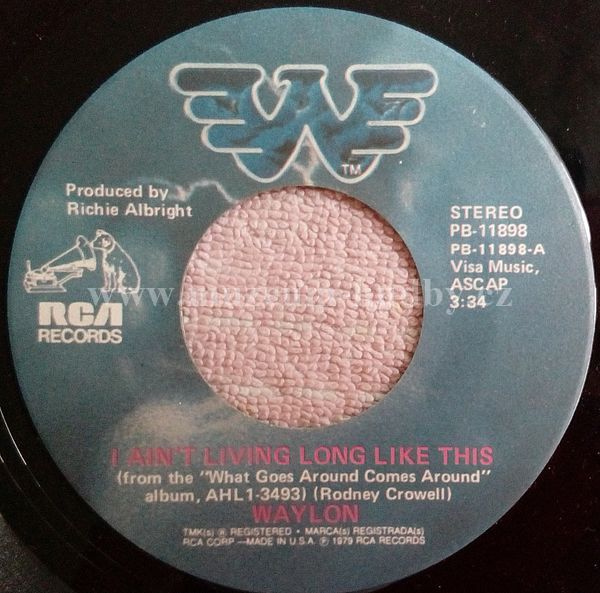 W
TM
Produced by
Richie Albright
STEREO
PB-11898
PB-11898-A
Visa Music,
ASCAP
3:34
RCA
RECORDS
I AIN'T LIVING LONG LIKE THIS
(from the "What Goes Around Comes Around"
album, AHL1-3493) (Rodney Crowell)
WAYLON
TMK(s) ® REGISTERED • MARCA(s) REGISTRADA(s)
RCA CORP.—MADE IN U.S.A. ℗ 1979 RCA RECORDS